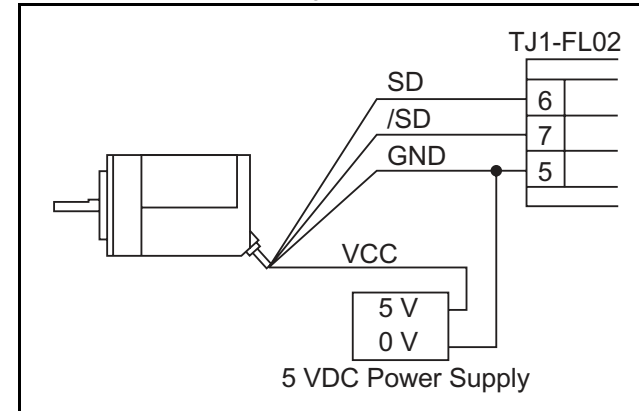 TJ1-FL02
SD
6
/SD
7
GND
5
VCC
5 V
0 V
5 VDC Power Supply